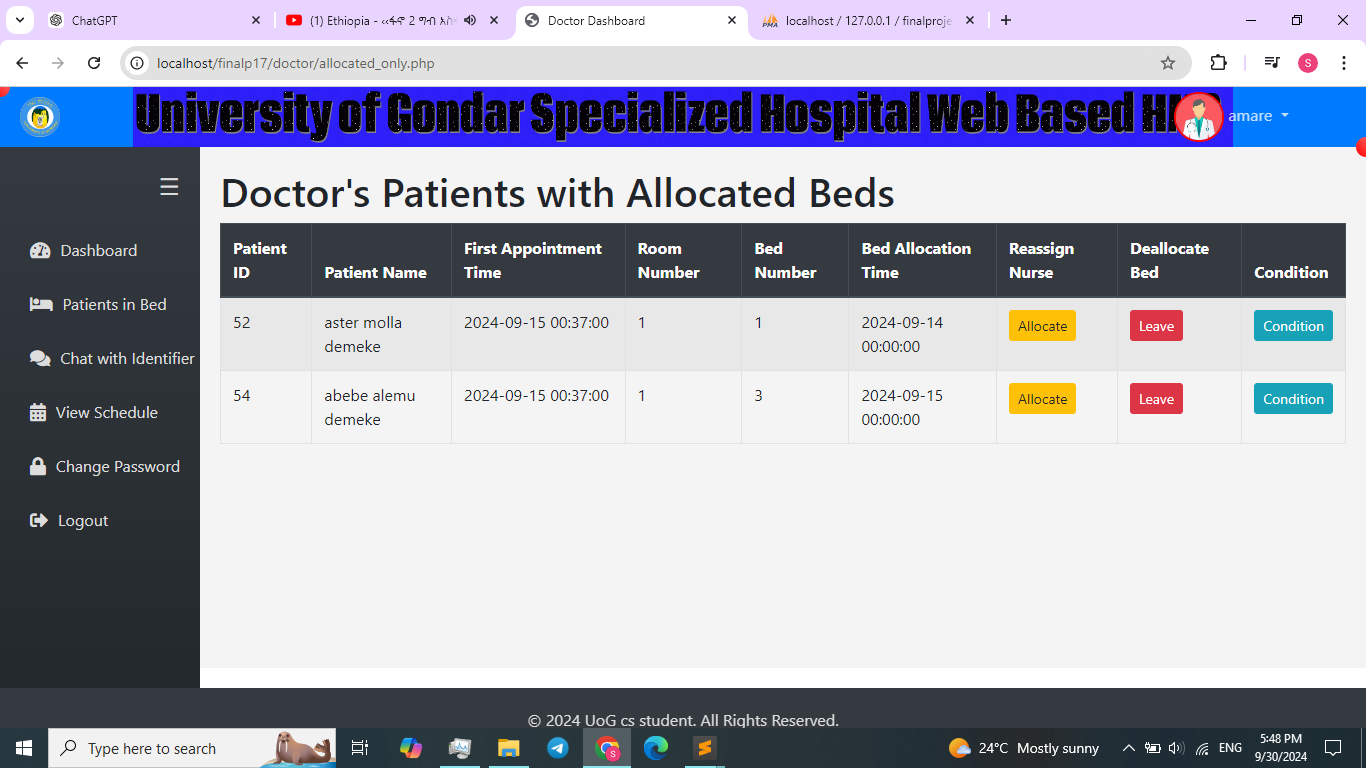 ChatGPT
(1) Ethiopia - ‹‹ፋኖ 2 ግብ አስ
Doctor Dashboard
localhost / 127.0.0.1 / finalproje
localhost/finalp17/doctor/allocated_only.php
S
University of Gondar Specialized Hospital Web Based
amare
Doctor's Patients with Allocated Beds
Patient ID
Patient Name
First Appointment Time
Room Number
Bed Number
Bed Allocation Time
Reassign Nurse
Deallocate Bed
Condition
52
aster molla demeke
2024-09-15 00:37:00
1
1
2024-09-14 00:00:00
Allocate
Leave
Condition
54
abebe alemu demeke
2024-09-15 00:37:00
1
3
2024-09-15 00:00:00
Allocate
Leave
Condition
Dashboard
Patients in Bed
Chat with Identifier
View Schedule
Change Password
Logout
© 2024 UoG cs student. All Rights Reserved.
Type here to search
24°C Mostly sunny
ENG
5:48 PM
9/30/2024